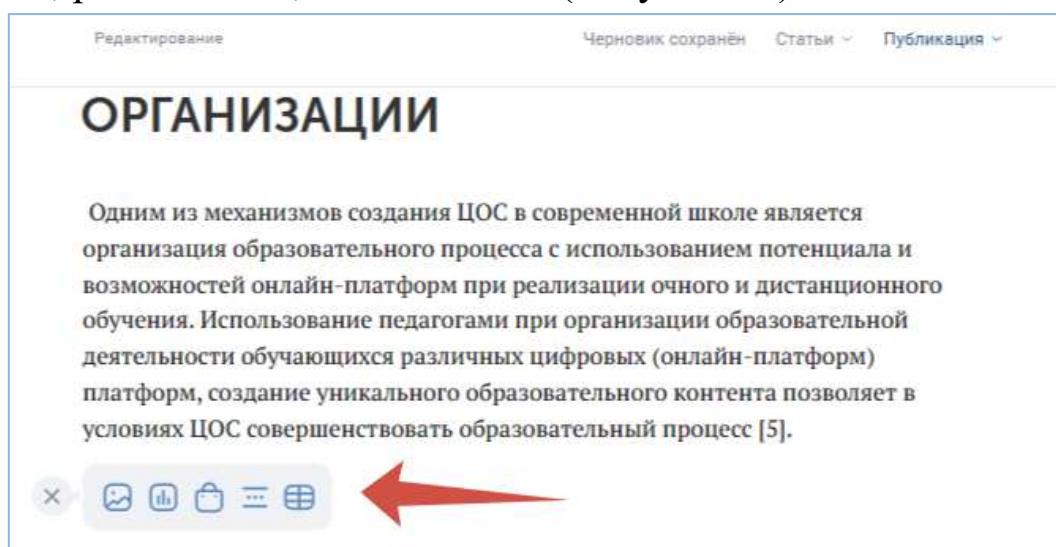 Редактирование Черновик сохранён Статьи Публикация
ОРГАНИЗАЦИИ
Одним из механизмов создания ЦОС в современной школе является
организация образовательного процесса с использованием потенциала и
возможностей онлайн-платформ при реализации очного и дистанционного
обучения. Использование педагогами при организации образовательной
деятельности обучающихся различных цифровых (онлайн-платформ)
платформ, создание уникального образовательного контента позволяет в
условиях ЦОС совершенствовать образовательный процесс [5].